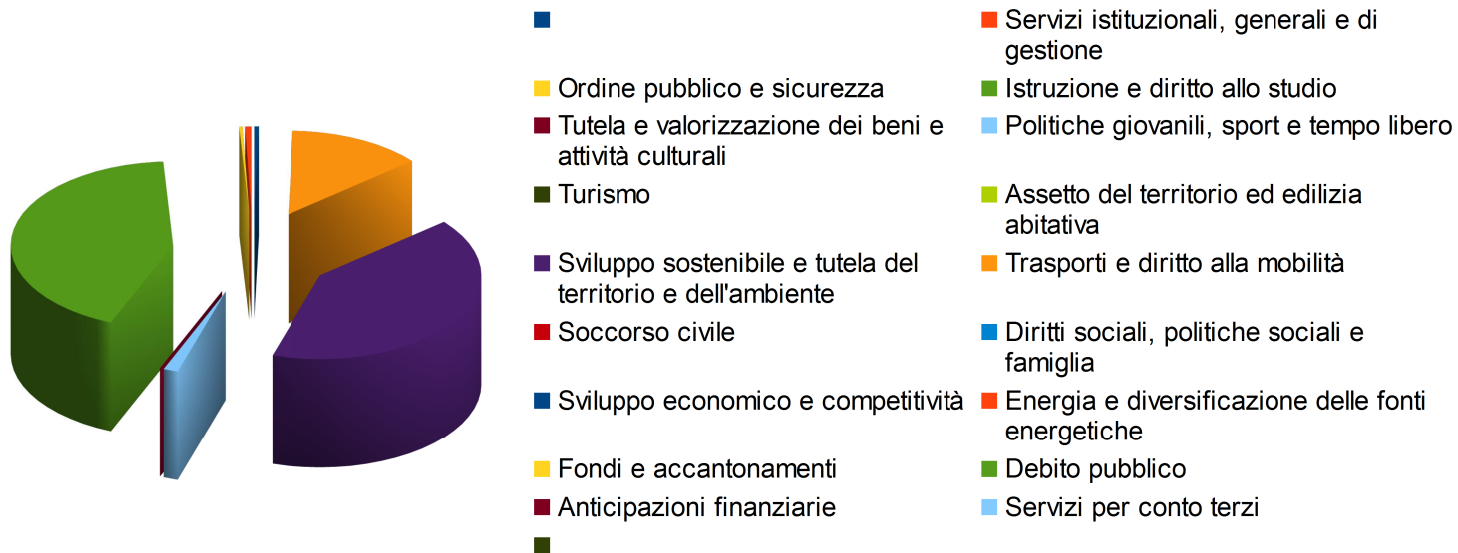 Servizi istituzionali, generali e di
gestione
Ordine pubblico e sicurezza
Istruzione e diritto allo studio
Tutela e valorizzazione dei beni e
attività culturali
Politiche giovanili, sport e tempo libero
Turismo
Assetto del territorio ed edilizia
abitativa
Sviluppo sostenibile e tutela del
territorio e dell'ambiente
Trasporti e diritto alla mobilità
Soccorso civile
Diritti sociali, politiche sociali e
famiglia
Sviluppo economico e competitività
Energia e diversificazione delle fonti
energetiche
Fondi e accantonamenti
Debito pubblico
Anticipazioni finanziarie
Servizi per conto terzi